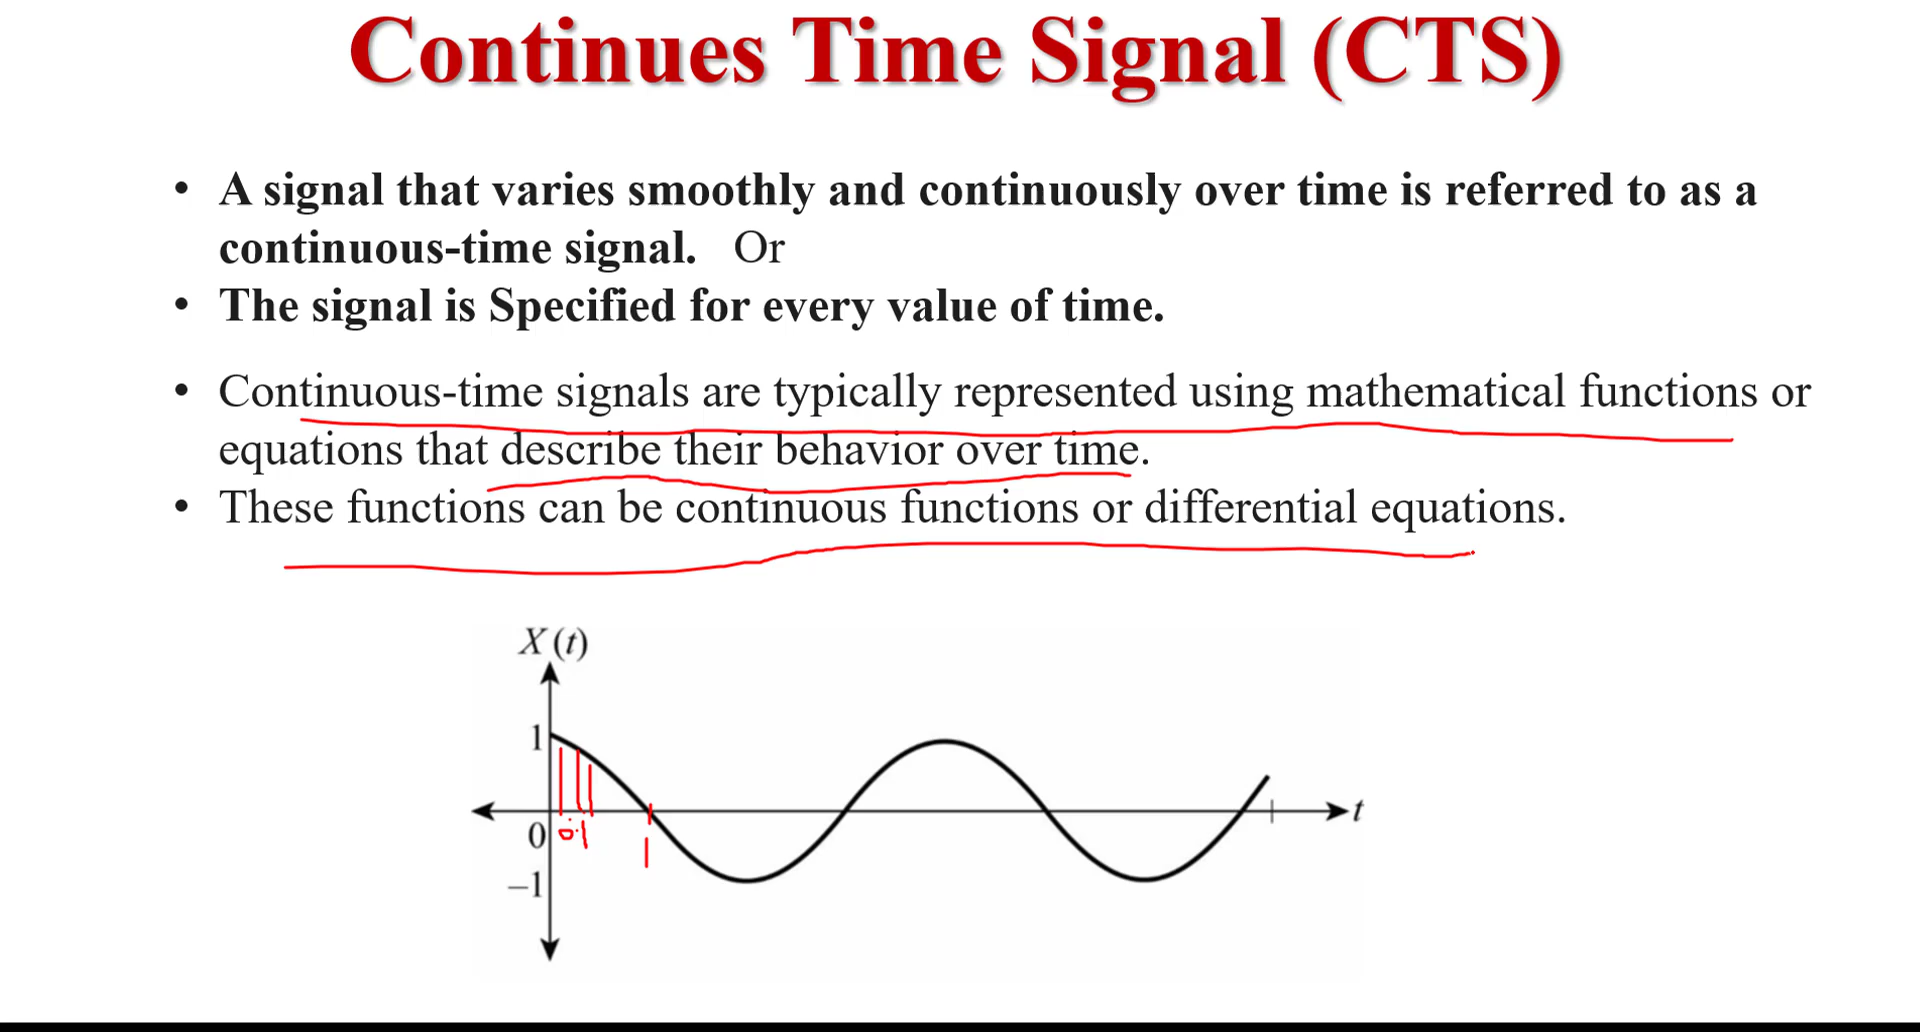 Continues Time Signal (CTS)
• A signal that varies smoothly and continuously over time is referred to as a
continuous-time signal. Or
• The signal is Specified for every value of time.
• Continuous-time signals are typically represented using mathematical functions or
equations that describe their behavior over time.
• These functions can be continuous functions or differential equations.
X (t)
1
t
0
0.1
1
–1